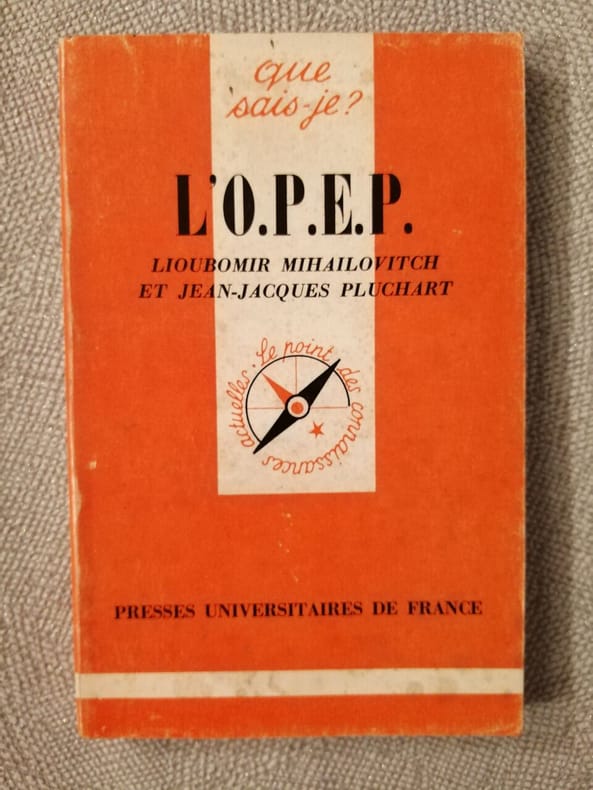 que
sais-je?
L'O.P.E.P.
LIOUBOMIR MIHAILOVITCH
ET JEAN-JACQUES PLUCHART
Le point des connaissances actuelles.
PRESSES UNIVERSITAIRES DE FRANCE